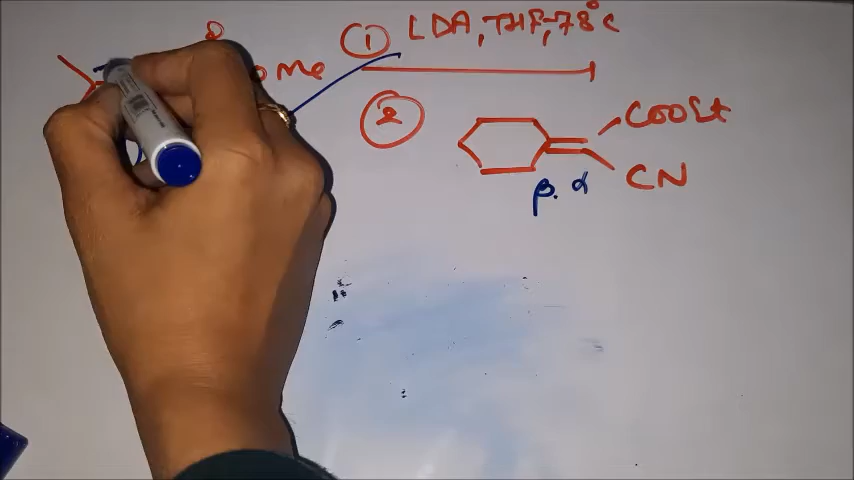 O OMe ① LDA, THF, -78°C
② COOEt
CN
β. α